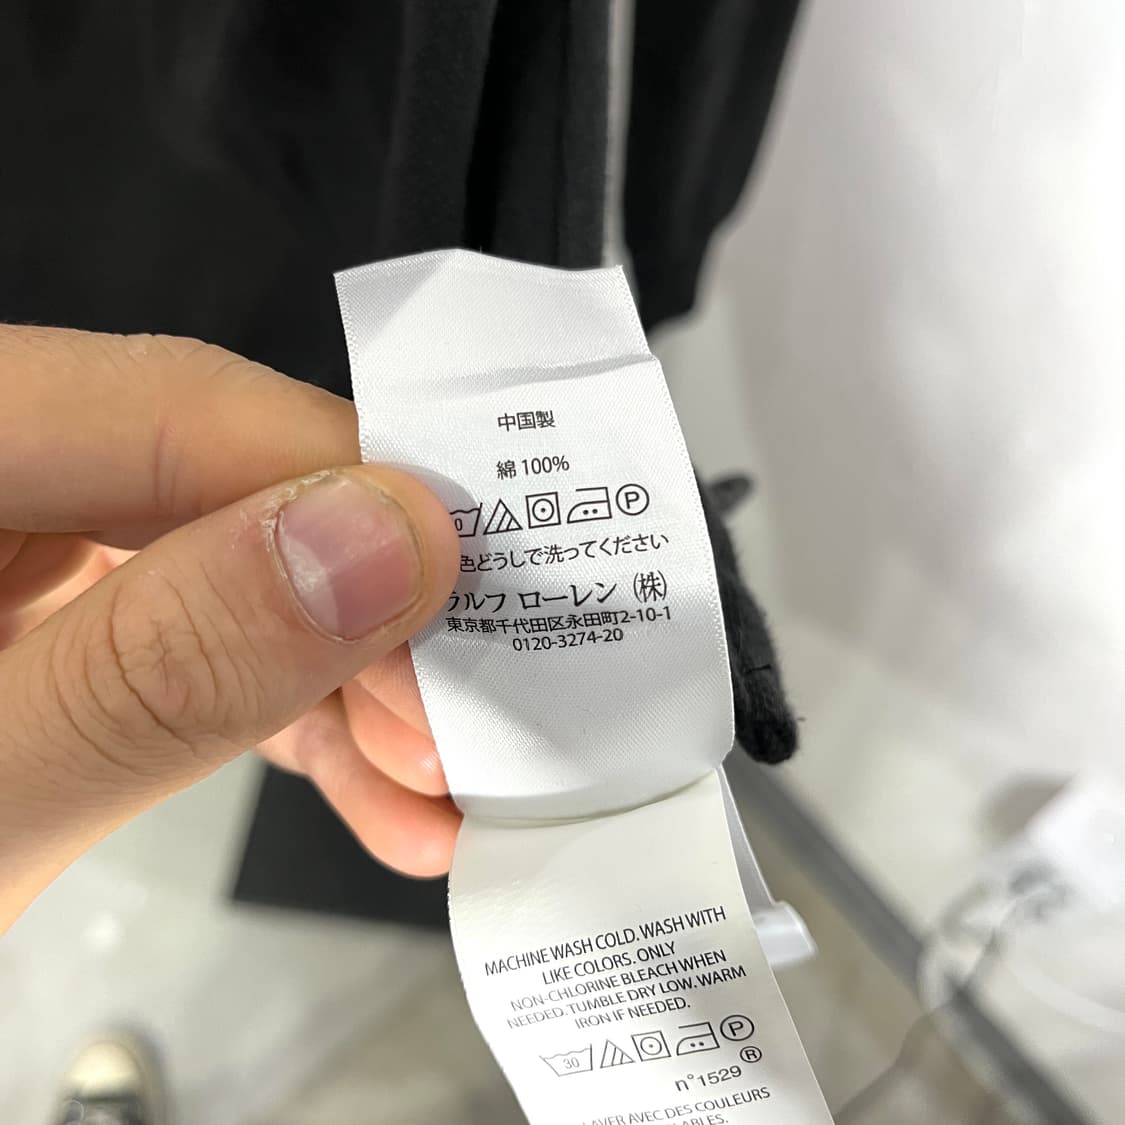 中国製
綿 100%
0 P
色どうしで洗ってください
ラルフ ローレン (株)
東京都千代田区永田町2-10-1
0120-3274-20
MACHINE WASH COLD. WASH WITH
LIKE COLORS. ONLY
NON-CHLORINE BLEACH WHEN
NEEDED. TUMBLE DRY LOW. WARM
IRON IF NEEDED.
30 P
®
n°1529
AVEC DES COULEURS